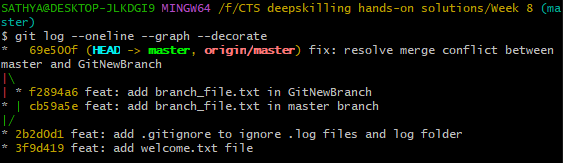 SATHYA@DESKTOP-JLKDGI9 MINGW64 /f/CTS deepskilling hands-on solutions/Week 8 (ma
ster)
$ git log --oneline --graph --decorate
*   69e500f (HEAD -> master, origin/master) fix: resolve merge conflict between
master and GitNewBranch
|\
| * f2894a6 feat: add branch_file.txt in GitNewBranch
* | cb59a5e feat: add branch_file.txt in master branch
|/
* 2b2d0d1 feat: add .gitignore to ignore .log files and log folder
* 3f9d419 feat: add welcome.txt file